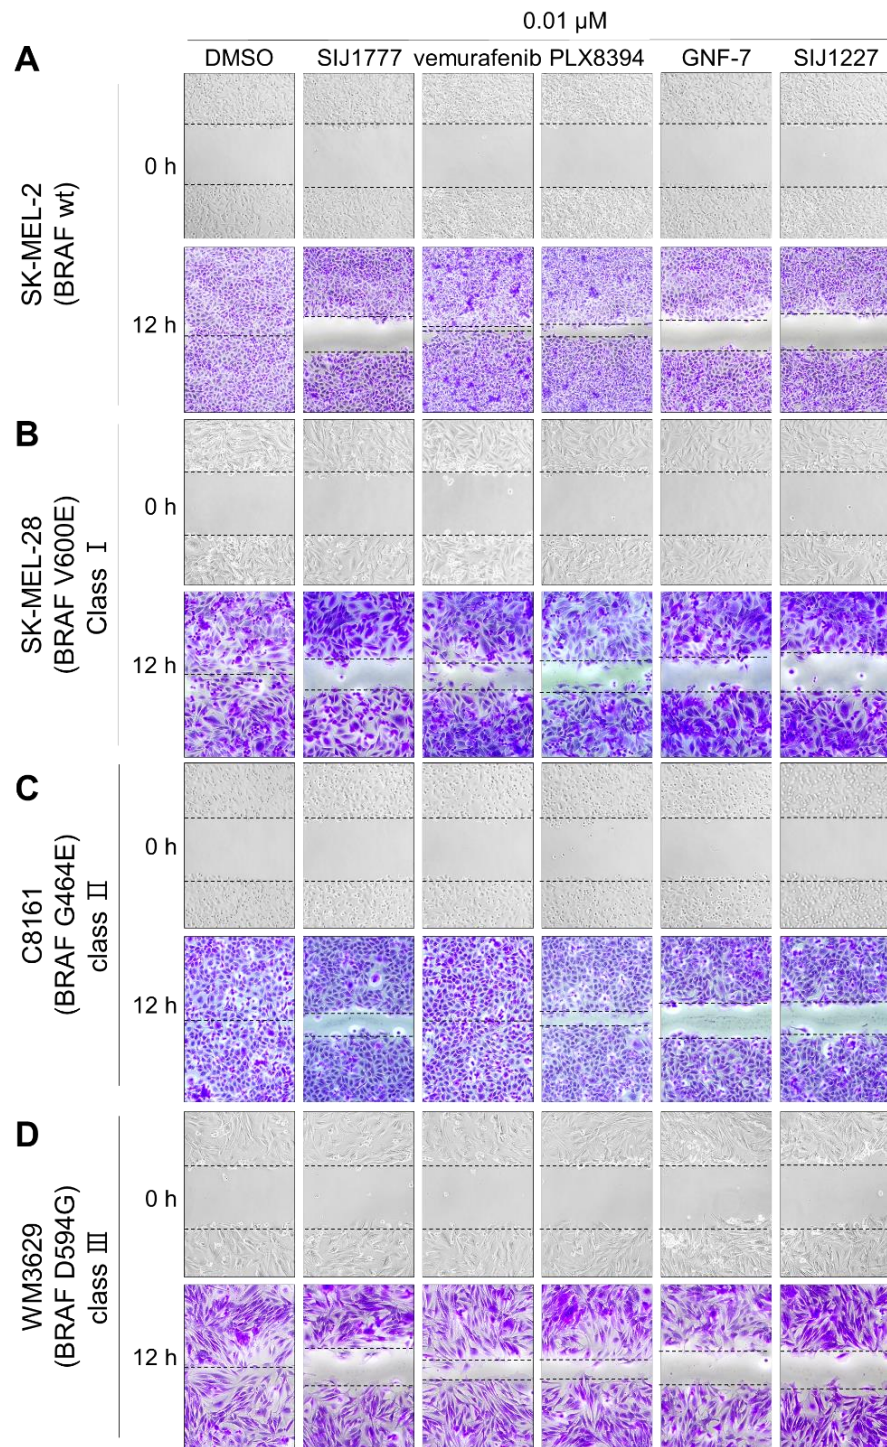 0.01 µM
DMSO SIJ1777 vemurafenib PLX8394 GNF-7 SIJ1227
A
SK-MEL-2
(BRAF wt)
0 h
12 h
B
SK-MEL-28
(BRAF V600E)
Class Ⅰ
0 h
12 h
C
C8161
(BRAF G464E)
class Ⅱ
0 h
12 h
D
WM3629
(BRAF D594G)
class Ⅲ
0 h
12 h